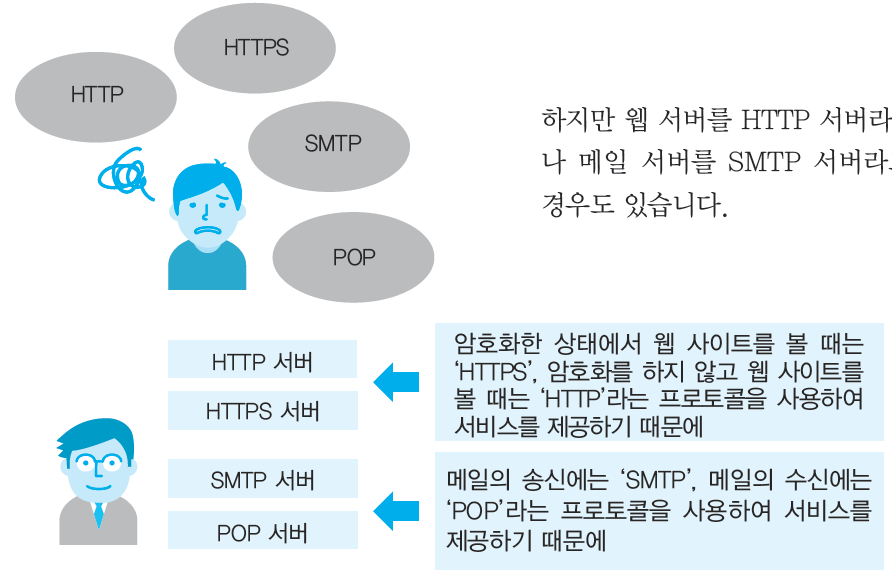 HTTPS
HTTP
SMTP
POP
하지만 웹 서버를 HTTP 서버라
나 메일 서버를 SMTP 서버라
경우도 있습니다.
HTTP 서버
HTTPS 서버
암호화한 상태에서 웹 사이트를 볼 때는
‘HTTPS’, 암호화를 하지 않고 웹 사이트를
볼 때는 ‘HTTP’라는 프로토콜을 사용하여
서비스를 제공하기 때문에
SMTP 서버
POP 서버
메일의 송신에는 ‘SMTP’, 메일의 수신에는
‘POP’라는 프로토콜을 사용하여 서비스를
제공하기 때문에